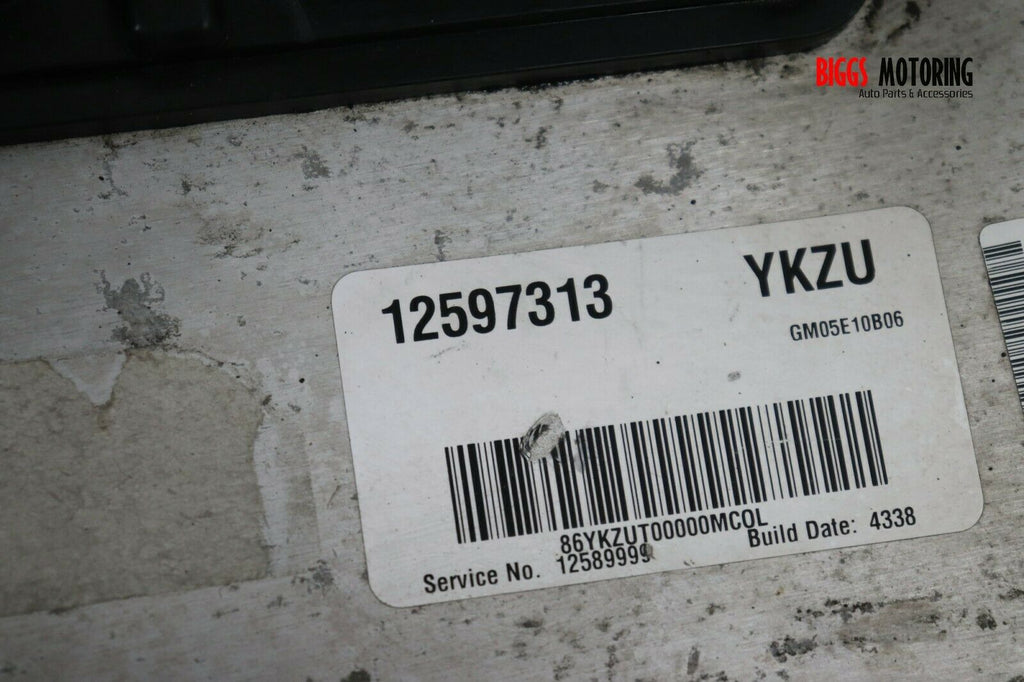 BIGGS MOTORING
Auto Parts & Accessories
12597313 YKZU
GM05E10B06
86YKZUT00000MCOL
Service No. 12589999 Build Date: 4338